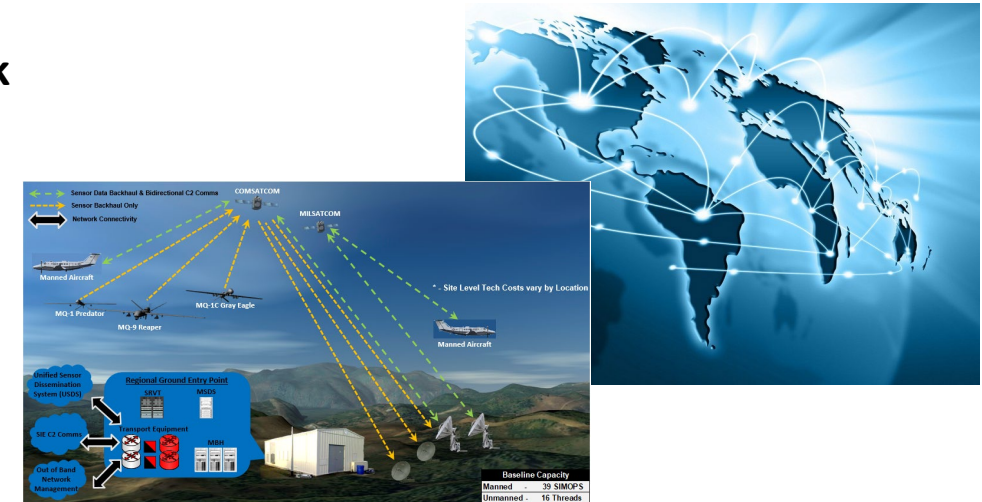 k
Sensor Data Backhaul & Bidirectional C2 Comms
Sensor Backhaul Only
Network Connectivity
COMSATCOM
MILSATCOM
Manned Aircraft
MQ-1 Predator
MQ-9 Reaper
MQ-1C Gray Eagle
* - Site Level Tech Costs vary by Location
Manned Aircraft
Unified Sensor
Dissemination
System (USDS)
SIE C2 Comms
Out of Band
Network
Management
Regional Ground Entry Point
SRVT
MSDS
Transport Equipment
MBH
Baseline Capacity
Manned - 39 SIMOPS
Unmanned - 16 Threads